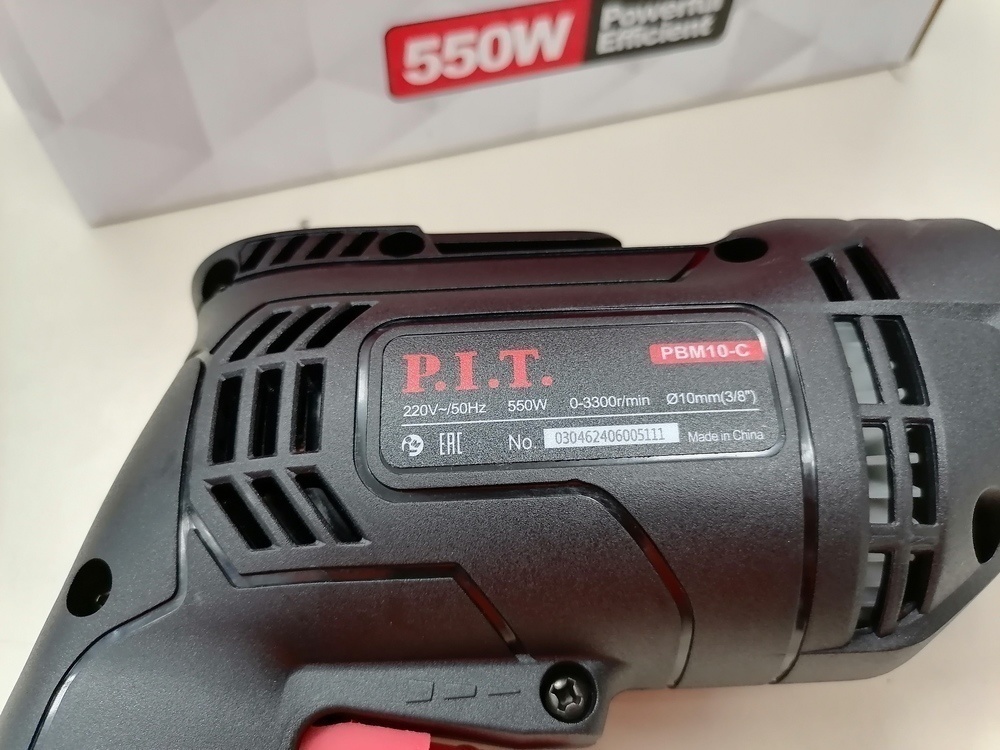 550W Powerful
Efficient
P.I.T.
PBM10-C
220V~/50Hz 550W 0-3300r/min Ø10mm(3/8")
EAC No. 030462406005111 Made in China